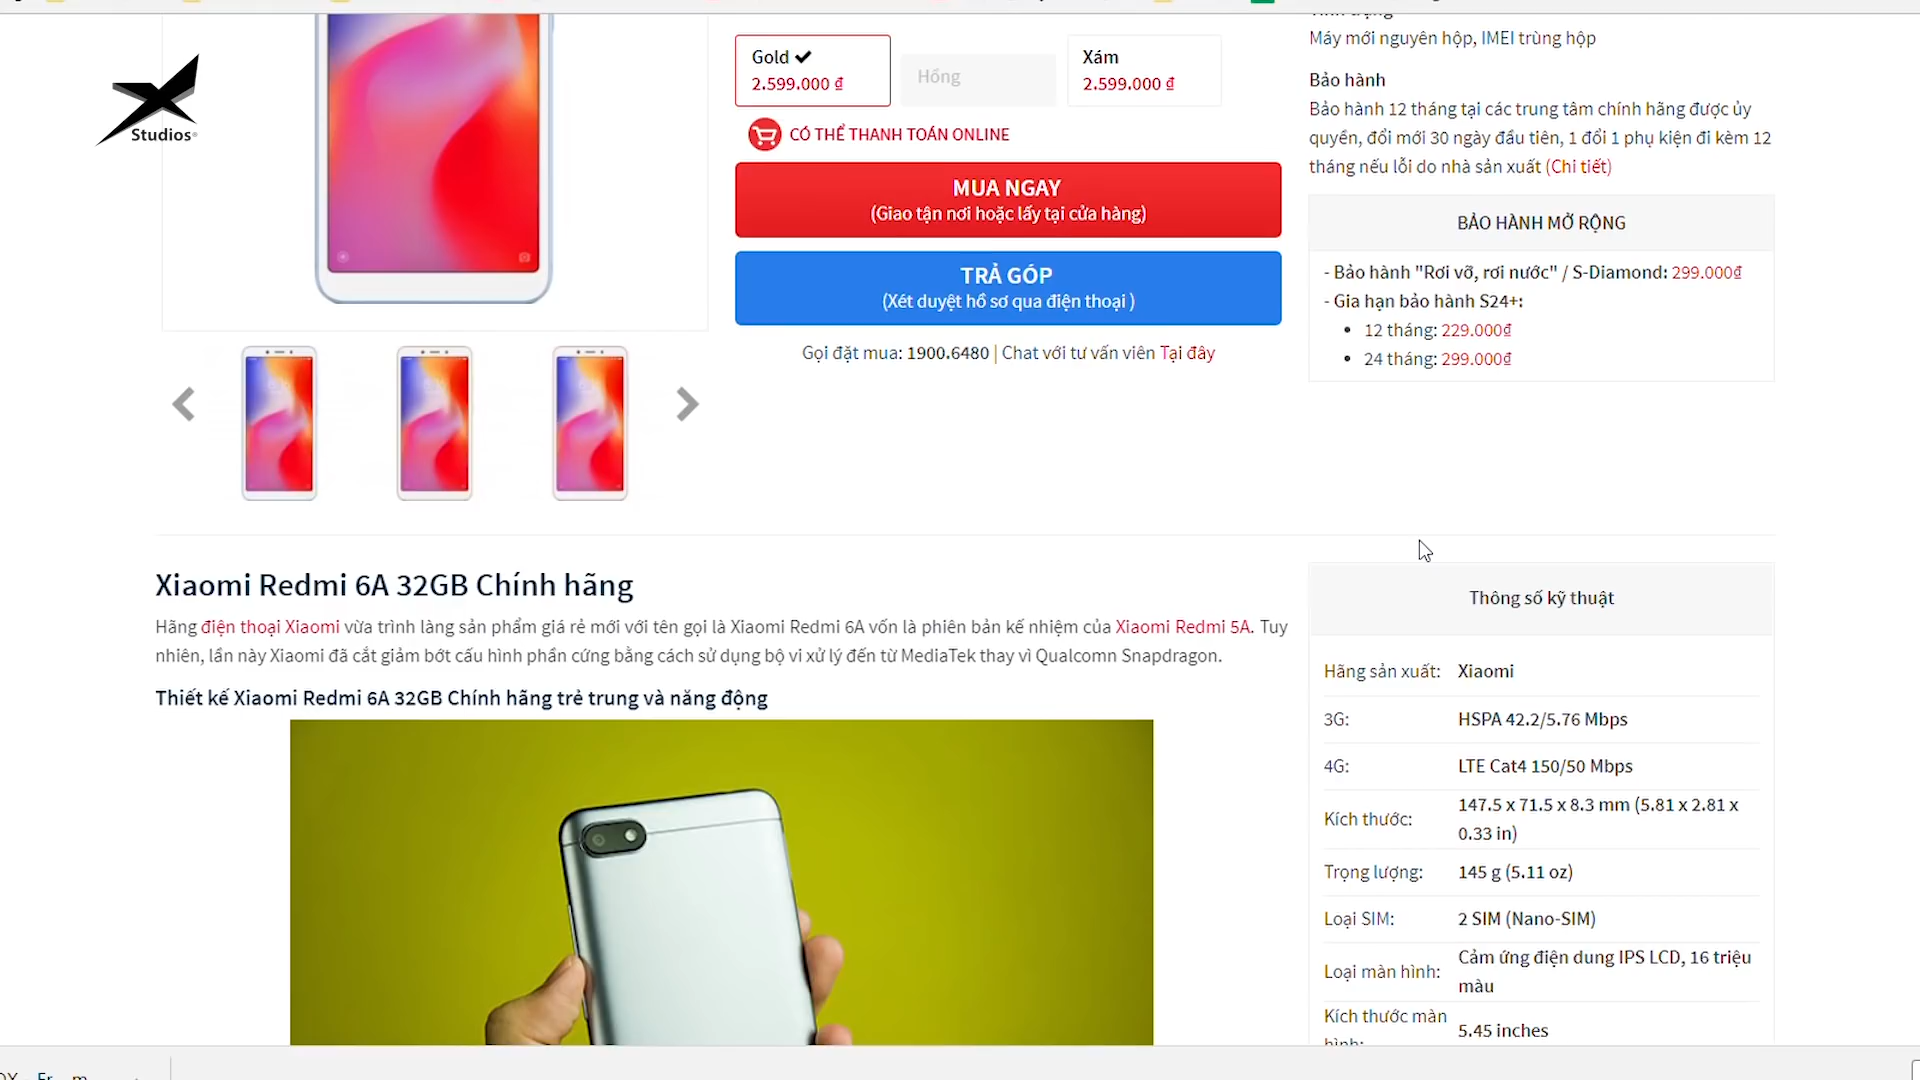 Studios
Gold
2.599.000 ₫
Hồng
Xám
2.599.000 ₫
CÓ THỂ THANH TOÁN ONLINE
MUA NGAY
(Giao tận nơi hoặc lấy tại cửa hàng)
TRẢ GÓP
(Xét duyệt hồ sơ qua điện thoại )
Gọi đặt mua: 1900.6480 | Chat với tư vấn viên Tại đây
Máy mới nguyên hộp, IMEI trùng hộp
Bảo hành
Bảo hành 12 tháng tại các trung tâm chính hãng được ủy
quyền, đổi mới 30 ngày đầu tiên, 1 đổi 1 phụ kiện đi kèm 12
tháng nếu lỗi do nhà sản xuất (Chi tiết)
BẢO HÀNH MỞ RỘNG
- Bảo hành "Rơi vỡ, rơi nước" / S-Diamond: 299.000₫
- Gia hạn bảo hành S24+:
• 12 tháng: 229.000₫
• 24 tháng: 299.000₫
Xiaomi Redmi 6A 32GB Chính hãng
Hãng điện thoại Xiaomi vừa trình làng sản phẩm giá rẻ mới với tên gọi là Xiaomi Redmi 6A vốn là phiên bản kế nhiệm của Xiaomi Redmi 5A. Tuy
nhiên, lần này Xiaomi đã cắt giảm bớt cấu hình phần cứng bằng cách sử dụng bộ vi xử lý đến từ MediaTek thay vì Qualcomn Snapdragon.
Thiết kế Xiaomi Redmi 6A 32GB Chính hãng trẻ trung và năng động
Thông số kỹ thuật
Hãng sản xuất: Xiaomi
3G: HSPA 42.2/5.76 Mbps
4G: LTE Cat4 150/50 Mbps
Kích thước: 147.5 x 71.5 x 8.3 mm (5.81 x 2.81 x
0.33 in)
Trọng lượng: 145 g (5.11 oz)
Loại SIM: 2 SIM (Nano-SIM)
Loại màn hình: Cảm ứng điện dung IPS LCD, 16 triệu
màu
Kích thước màn
hình: 5.45 inches